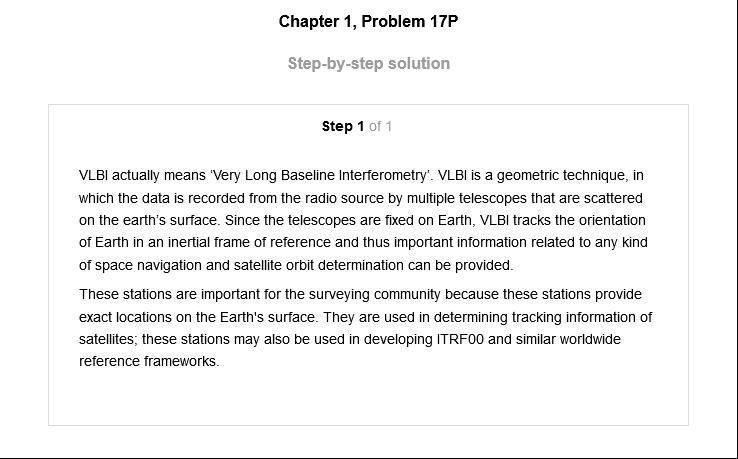 Chapter 1, Problem 17P
Step-by-step solution
Step 1 of 1
VLBI actually means ‘Very Long Baseline Interferometry’. VLBI is a geometric technique, in
which the data is recorded from the radio source by multiple telescopes that are scattered
on the earth’s surface. Since the telescopes are fixed on Earth, VLBI tracks the orientation
of Earth in an inertial frame of reference and thus important information related to any kind
of space navigation and satellite orbit determination can be provided.
These stations are important for the surveying community because these stations provide
exact locations on the Earth's surface. They are used in determining tracking information of
satellites; these stations may also be used in developing ITRF00 and similar worldwide
reference frameworks.